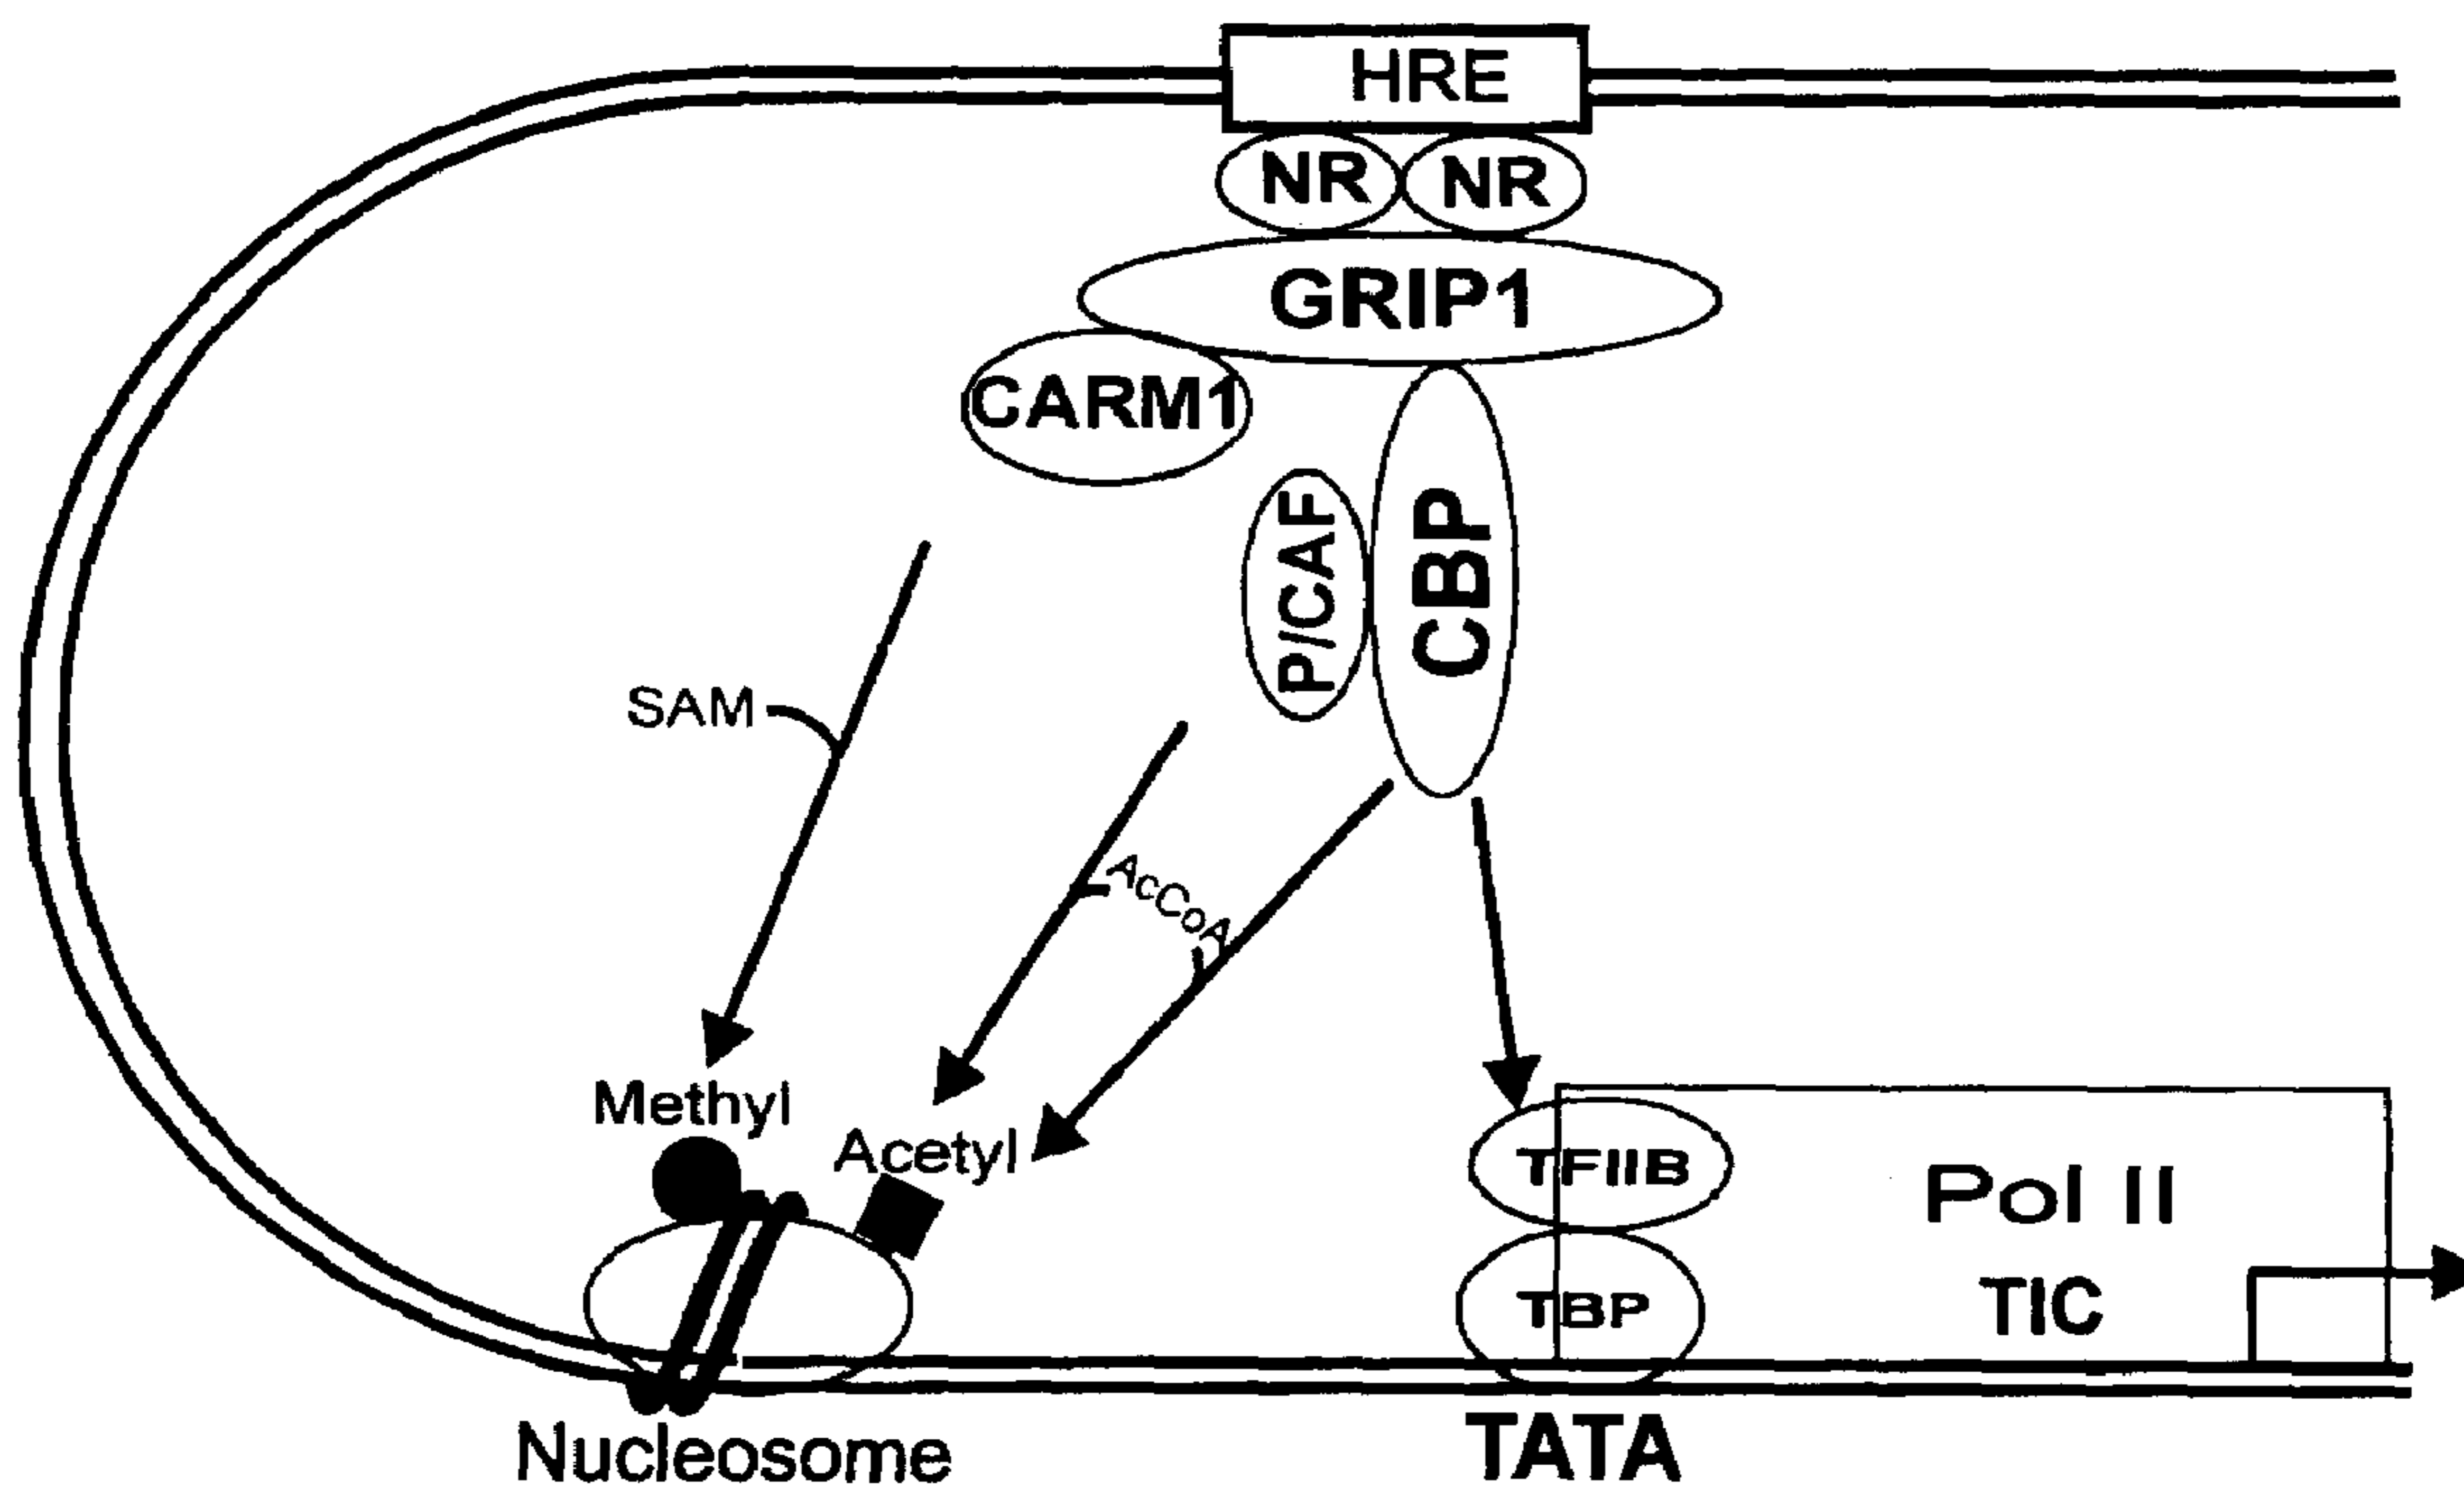 HRE
NR NR
GRIP1
CARM1
P/CAF
CBP
SAM
AcCoA
Methyl
Acetyl
TFIIB
Pol II
TBP
TIC
Nucleosome
TATA